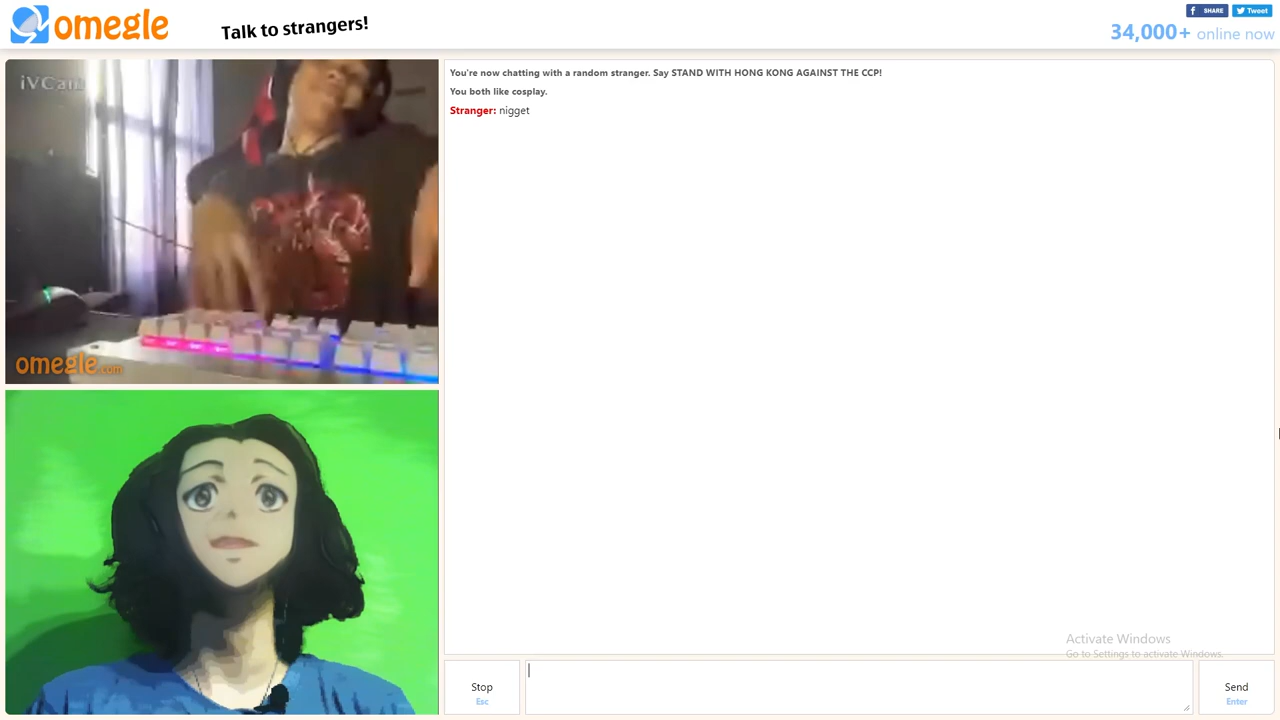 omegle
Talk to strangers!
SHARE
Tweet
34,000+ online now
iVCam
You're now chatting with a random stranger. Say STAND WITH HONG KONG AGAINST THE CCP!
You both like cosplay.
Stranger: nigget
omegle.com
Activate Windows
Go to Settings to activate Windows.
Stop
Esc
Send
Enter